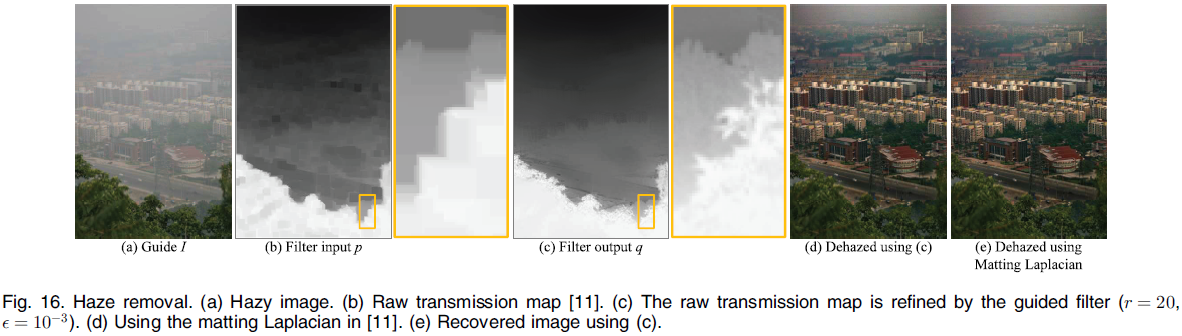 (a) Guide I
(b) Filter input p
(c) Filter output q
(d) Dehazed using (c)
(e) Dehazed using
Matting Laplacian
Fig. 16. Haze removal. (a) Hazy image. (b) Raw transmission map [11]. (c) The raw transmission map is refined by the guided filter (r = 20,
ϵ = 10⁻³). (d) Using the matting Laplacian in [11]. (e) Recovered image using (c).